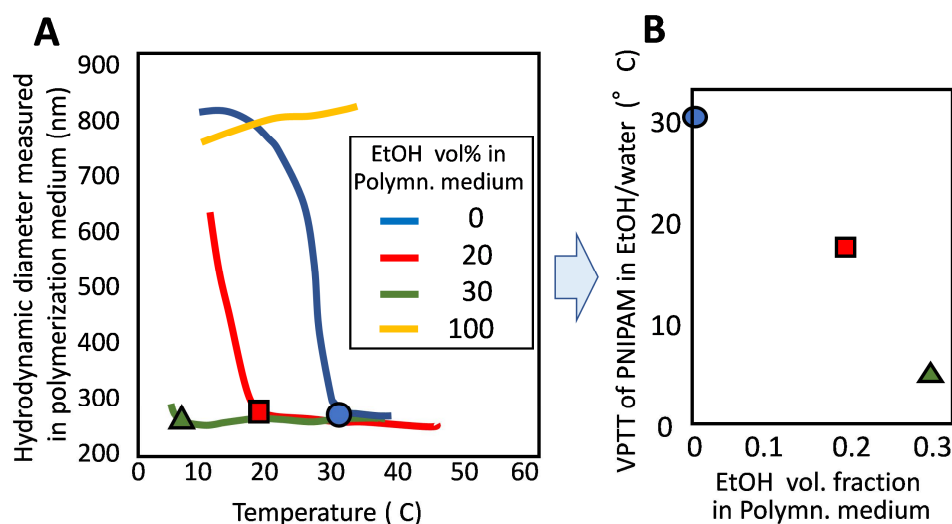 A
Hydrodynamic diameter measured
in polymerization medium (nm)
900
800
700
600
500
400
300
200
0
10
20
30
40
50
60
Temperature ( C)
EtOH vol% in
Polymn. medium
0
20
30
100
B
VPTT of PNIPAM in EtOH/water (° C)
30
20
10
0
0
0.1
0.2
0.3
EtOH vol. fraction
in Polymn. medium